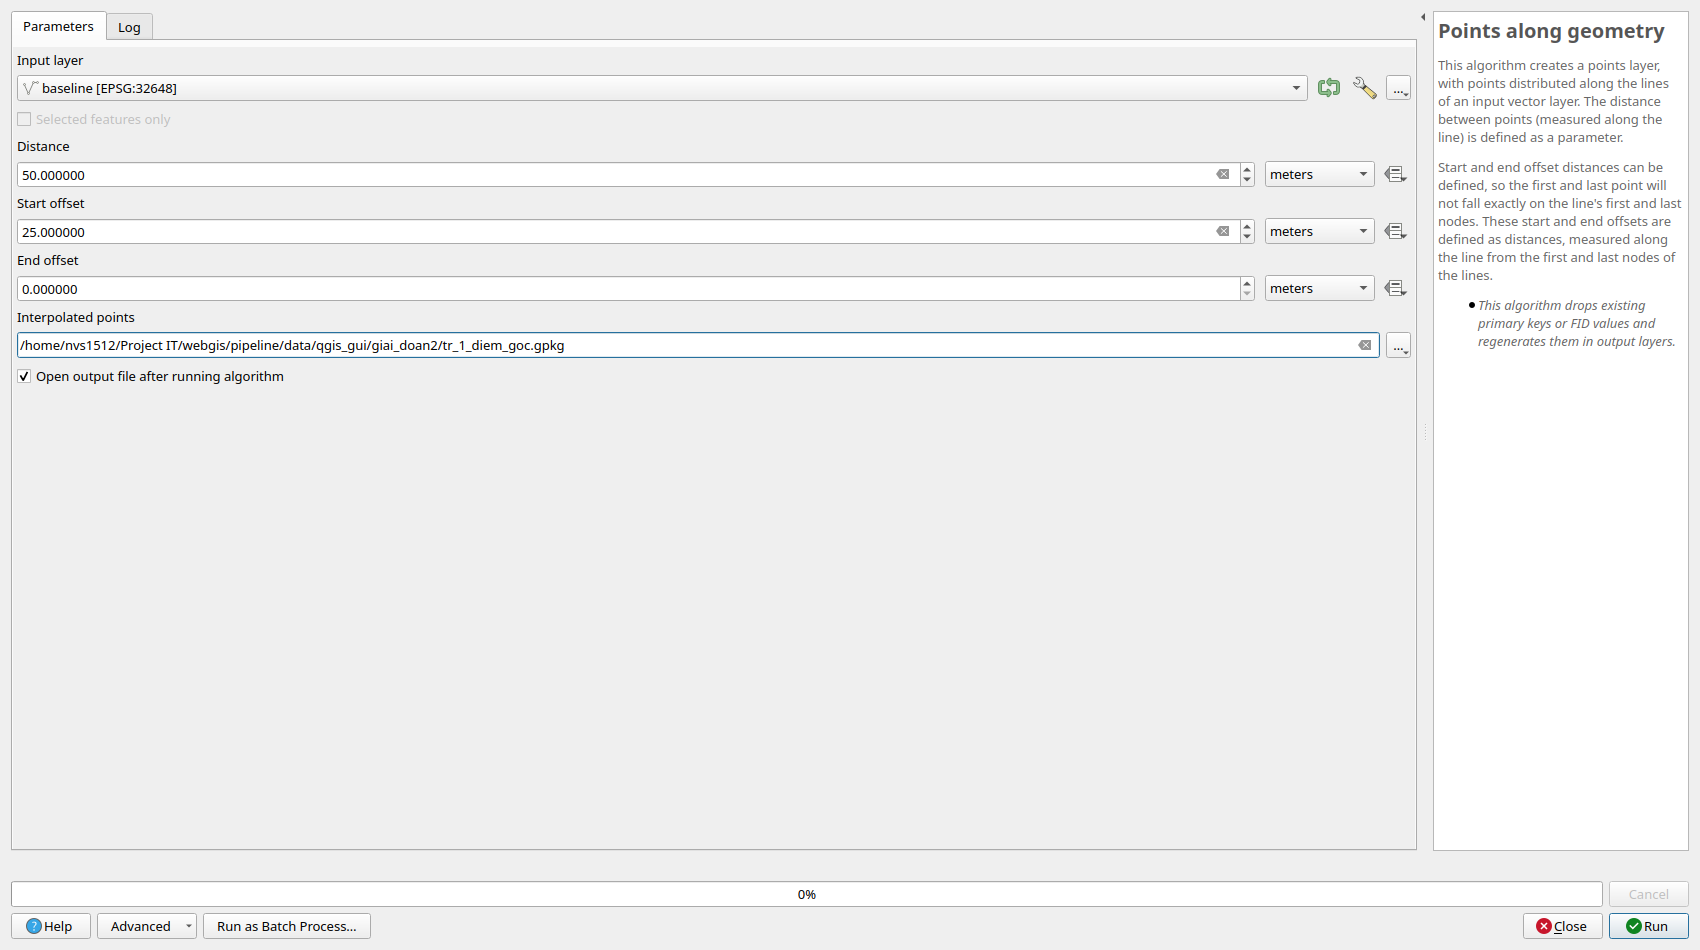 Parameters
Log
Input layer
baseline [EPSG:32648]
...
Selected features only
Distance
50.000000
meters
Start offset
25.000000
meters
End offset
0.000000
meters
Interpolated points
/home/nvs1512/Project IT/webgis/pipeline/data/qgis_gui/giai_doan2/tr_1_diem_goc.gpkg
...
Open output file after running algorithm
Points along geometry
This algorithm creates a points layer,
with points distributed along the lines
of an input vector layer. The distance
between points (measured along the
line) is defined as a parameter.
Start and end offset distances can be
defined, so the first and last point will
not fall exactly on the line's first and last
nodes. These start and end offsets are
defined as distances, measured along
the line from the first and last nodes of
the lines.
This algorithm drops existing
primary keys or FID values and
regenerates them in output layers.
0%
Cancel
Help
Advanced
Run as Batch Process...
Close
Run